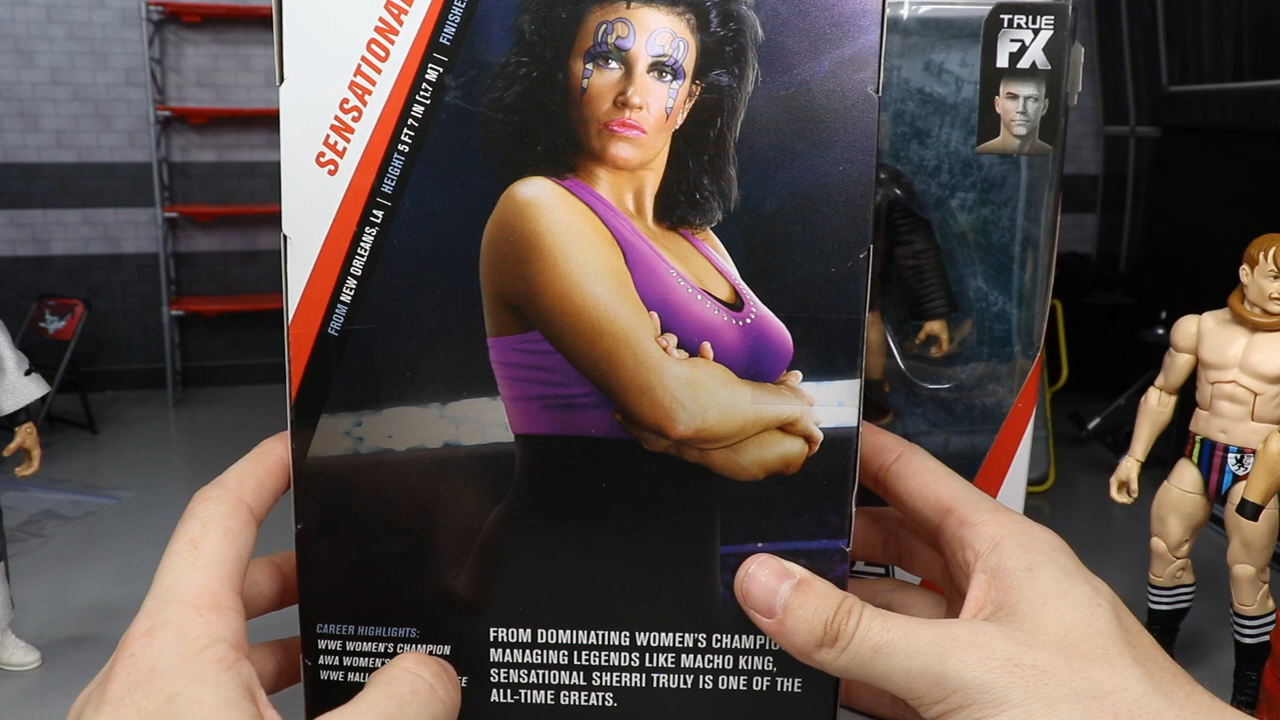 SENSATIONAL
FROM NEW ORLEANS, LA | HEIGHT 5 FT 7 IN [1.7 M] | FINISHE
TRUE
FX
CAREER HIGHLIGHTS:
WWE WOMEN'S CHAMPION
AWA WOMEN'S
WWE HAL
FROM DOMINATING WOMEN'S CHAMPIO
MANAGING LEGENDS LIKE MACHO KING,
SENSATIONAL SHERRI TRULY IS ONE OF THE
ALL-TIME GREATS.